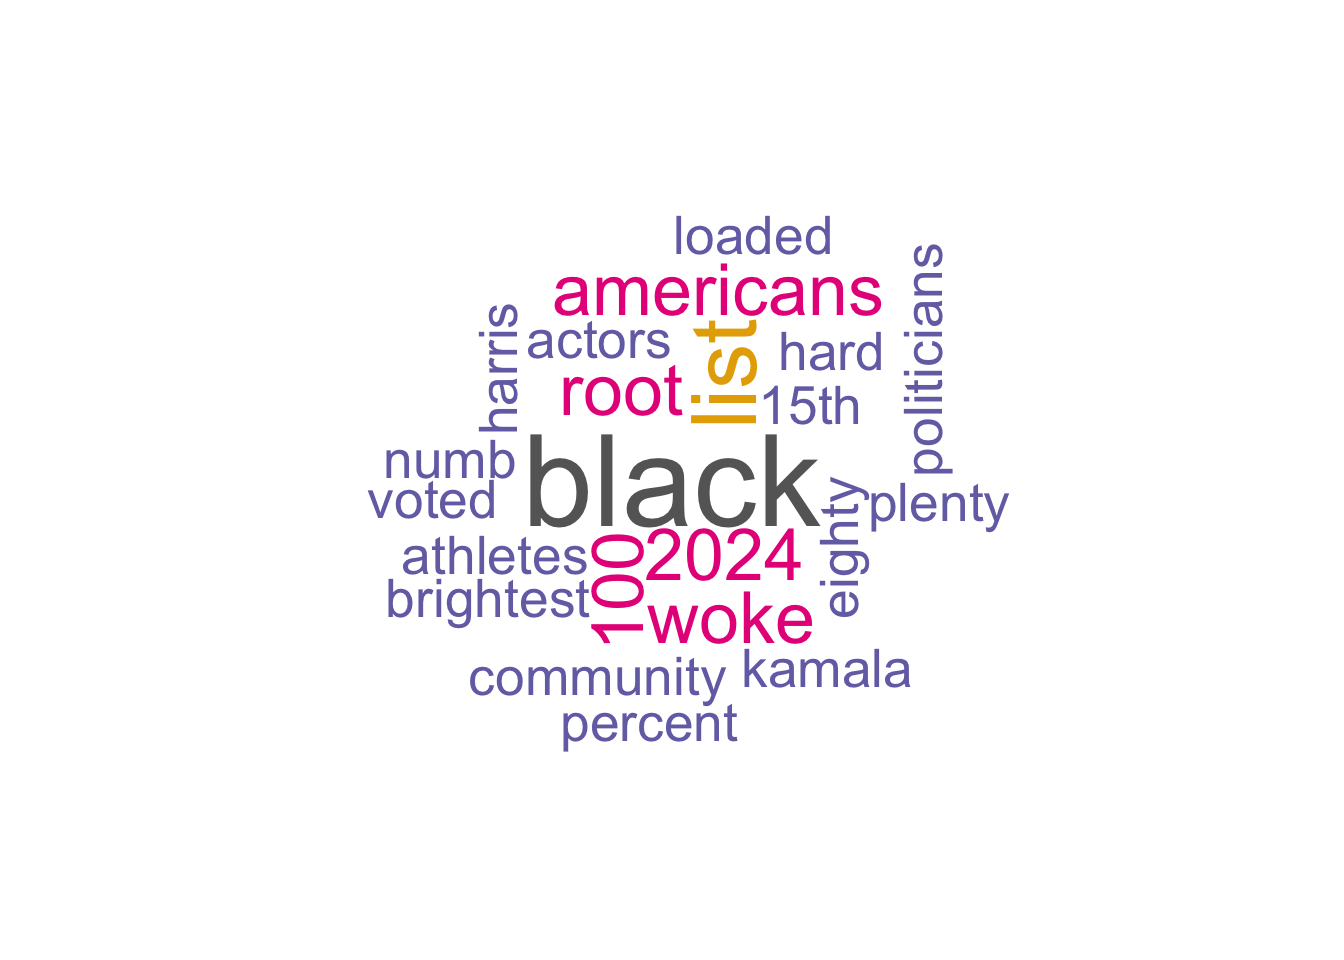 loaded
americans
politicians
harris
actors
list
hard
root
15th
black
numb
voted
plenty
eighty
athletes
100
2024
brightest
woke
community
kamala
percent